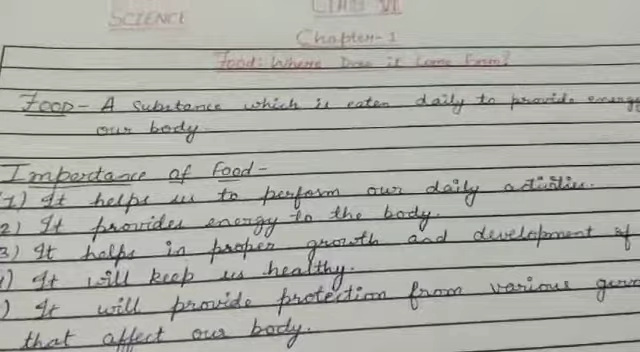 SCIENCE
CLASS VI
Chapter-1
Food: Where Does it Come From?
FOOD - A substance which is eaten daily to provide energy
our body.
Importance of Food -
1) It helps us to perform our daily activities.
2) It provides energy to the body.
3) It helps in proper growth and development of
) It will keep us healthy.
) It will provide protection from various
that affect our body.